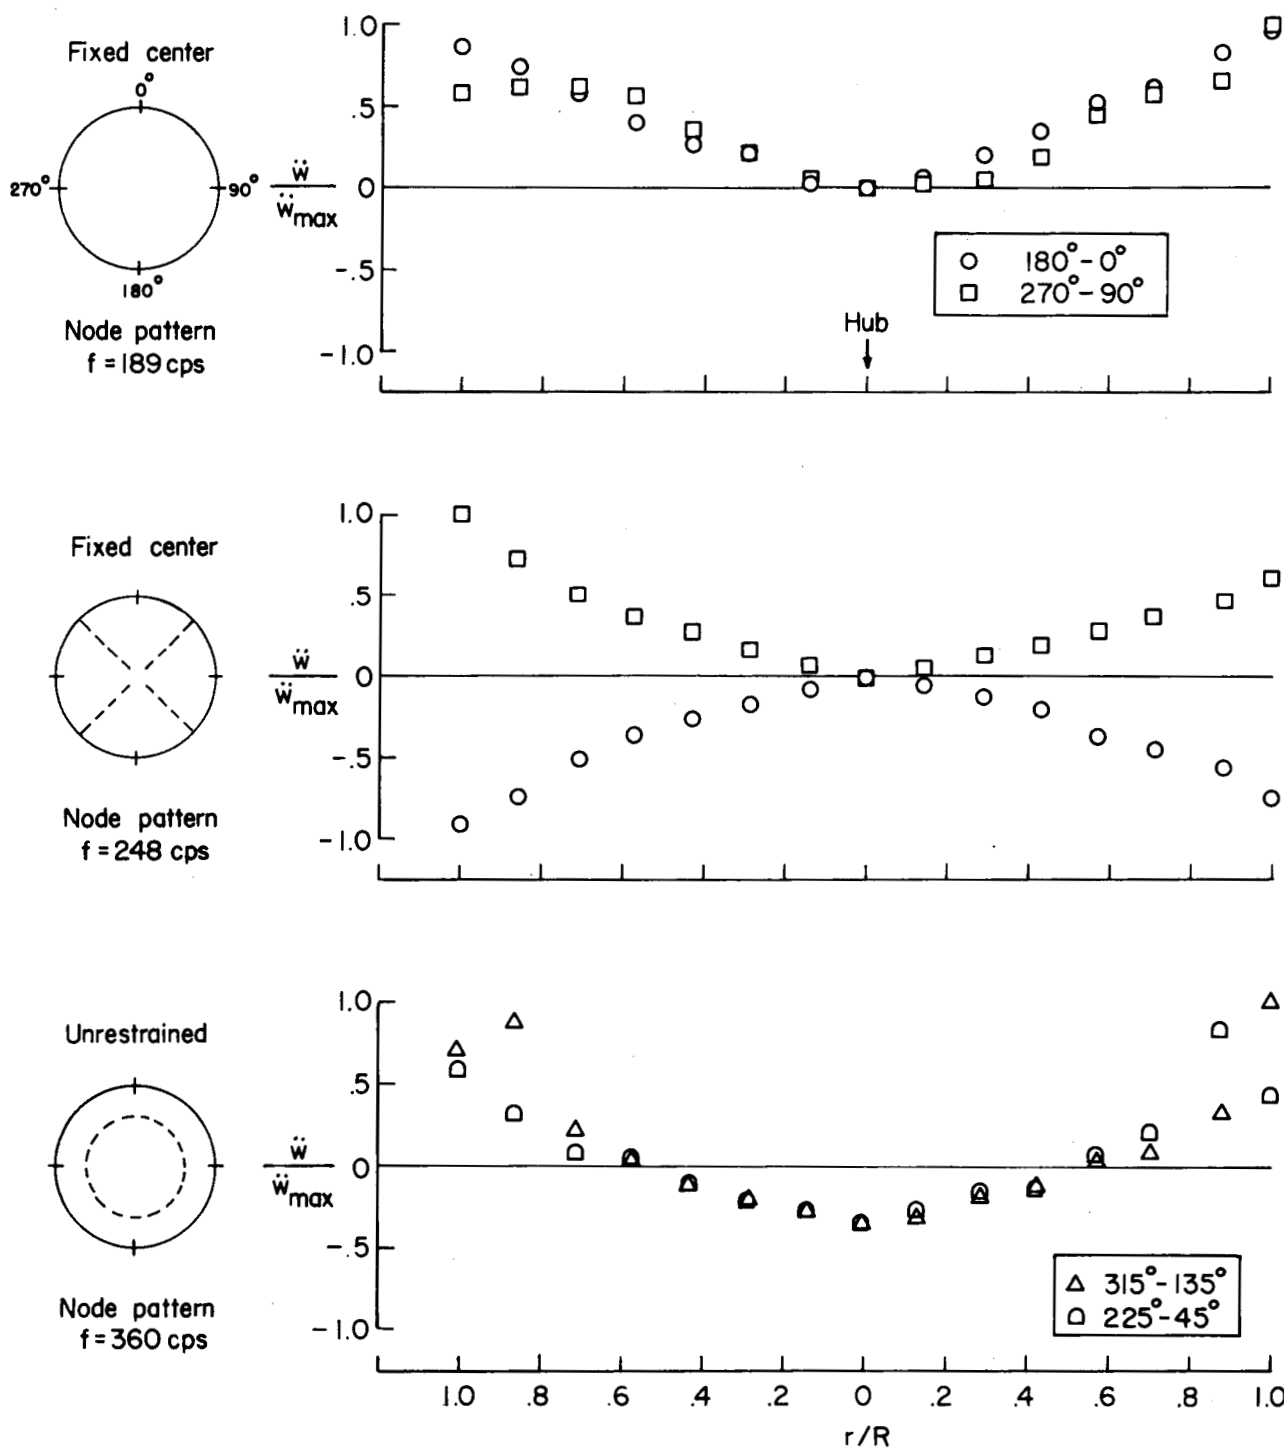 Fixed center
0°
270°
90°
180°
Node pattern
f = 189 cps
ẅ
ẅmax
1.0
.5
0
-.5
-1.0
180° - 0°
270° - 90°
Hub
Fixed center
Node pattern
f = 248 cps
ẅ
ẅmax
1.0
.5
0
-.5
-1.0
Unrestrained
Node pattern
f = 360 cps
ẅ
ẅmax
1.0
.5
0
-.5
-1.0
315° - 135°
225° - 45°
1.0 .8 .6 .4 .2 0 .2 .4 .6 .8 1.0
r/R